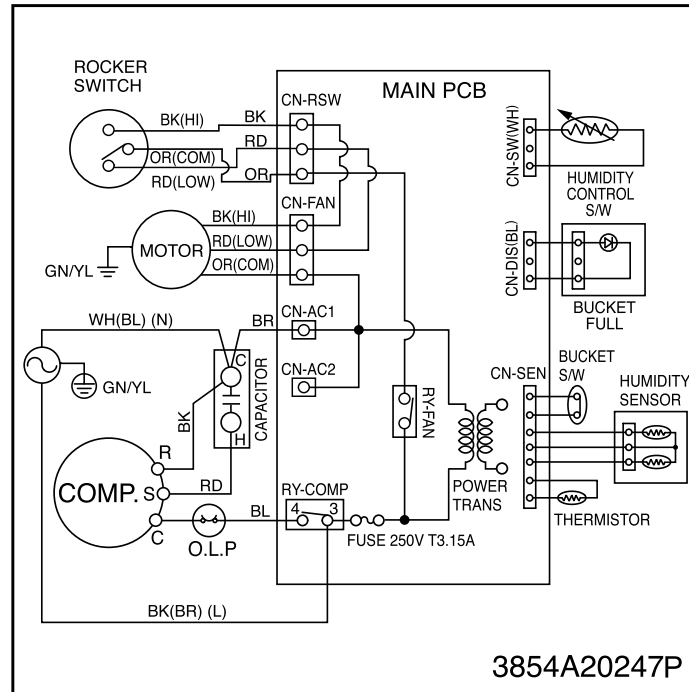 ROCKER
SWITCH
BK(HI)
OR(COM)
RD(LOW)
BK
RD
OR
MAIN PCB
CN-RSW
CN-FAN
BK(HI)
RD(LOW)
OR(COM)
MOTOR
GN/YL
CN-SW(WH)
HUMIDITY
CONTROL
S/W
CN-DIS(BL)
BUCKET
FULL
WH(BL) (N)
BR
CN-AC1
CN-AC2
GN/YL
C
H
CAPACITOR
BK
RD
R
S
C
COMP.
O.L.P
BL
RY-COMP
4
3
FUSE 250V T3.15A
RY-FAN
POWER
TRANS
CN-SEN
BUCKET
S/W
HUMIDITY
SENSOR
THERMISTOR
BK(BR) (L)
3854A20247P